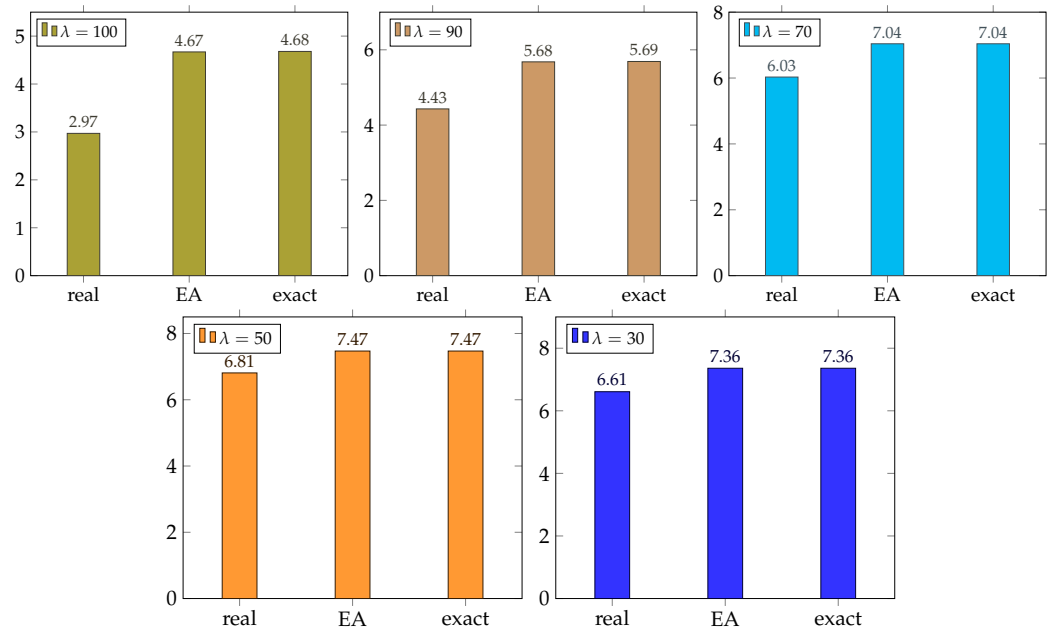 λ = 100
5
4
3
2
1
0
2.97
4.67
4.68
real
EA
exact
λ = 90
6
4
2
0
4.43
5.68
5.69
real
EA
exact
λ = 70
8
6
4
2
0
6.03
7.04
7.04
real
EA
exact
λ = 50
8
6
4
2
0
6.81
7.47
7.47
real
EA
exact
λ = 30
8
6
4
2
0
6.61
7.36
7.36
real
EA
exact